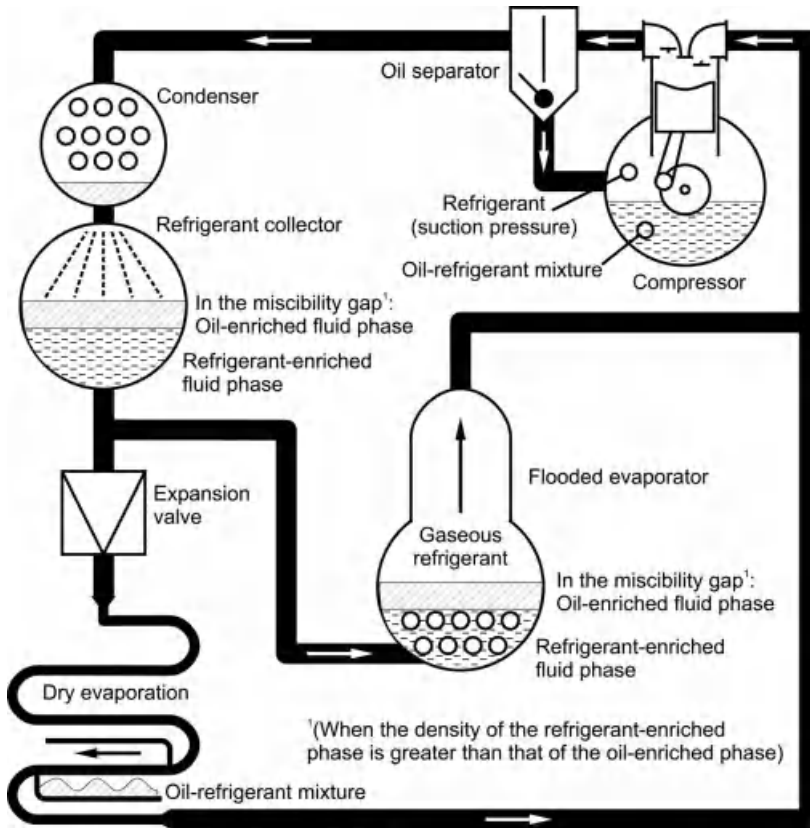 Oil separator
Condenser
Refrigerant
(suction pressure)
Refrigerant collector
Oil-refrigerant mixture
Compressor
In the miscibility gap¹:
Oil-enriched fluid phase
Refrigerant-enriched
fluid phase
Flooded evaporator
Expansion
valve
Gaseous
refrigerant
In the miscibility gap¹:
Oil-enriched fluid phase
Refrigerant-enriched
fluid phase
Dry evaporation
¹(When the density of the refrigerant-enriched
phase is greater than that of the oil-enriched phase)
Oil-refrigerant mixture